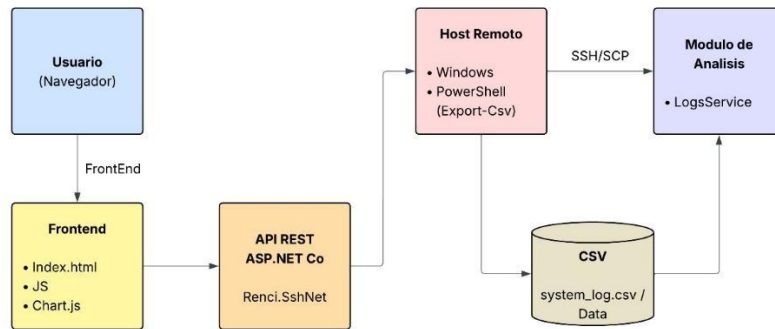 Usuario
(Navegador)
FrontEnd
Frontend
• Index.html
• JS
• Chart.js
API REST
ASP.NET Co
Renci.SshNet
Host Remoto
• Windows
• PowerShell
(Export-Csv)
SSH/SCP
Modulo de
Analisis
• LogsService
CSV
system_log.csv /
Data